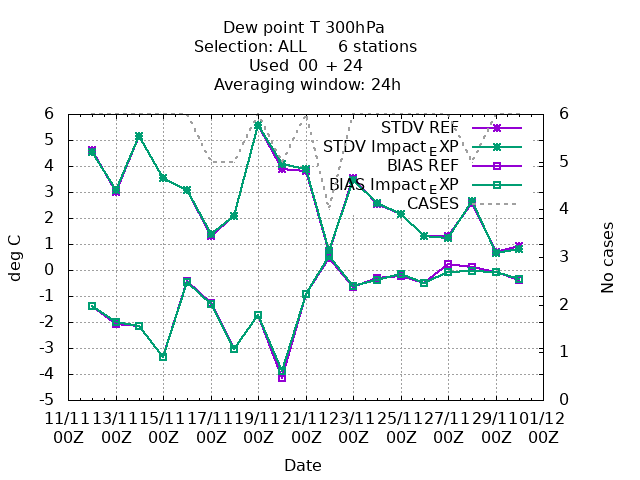 Dew point T 300hPa
Selection: ALL 6 stations
Used 00 + 24
Averaging window: 24h
STDV REF
STDV Impact_EXP
BIAS REF
BIAS Impact_EXP
CASES
deg C
6
5
4
3
2
1
0
-1
-2
-3
-4
-5
No cases
6
5
4
3
2
1
0
11/11 13/11 15/11 17/11 19/11 21/11 23/11 25/11 27/11 29/11 01/12
00Z 00Z 00Z 00Z 00Z 00Z 00Z 00Z 00Z 00Z 00Z
Date